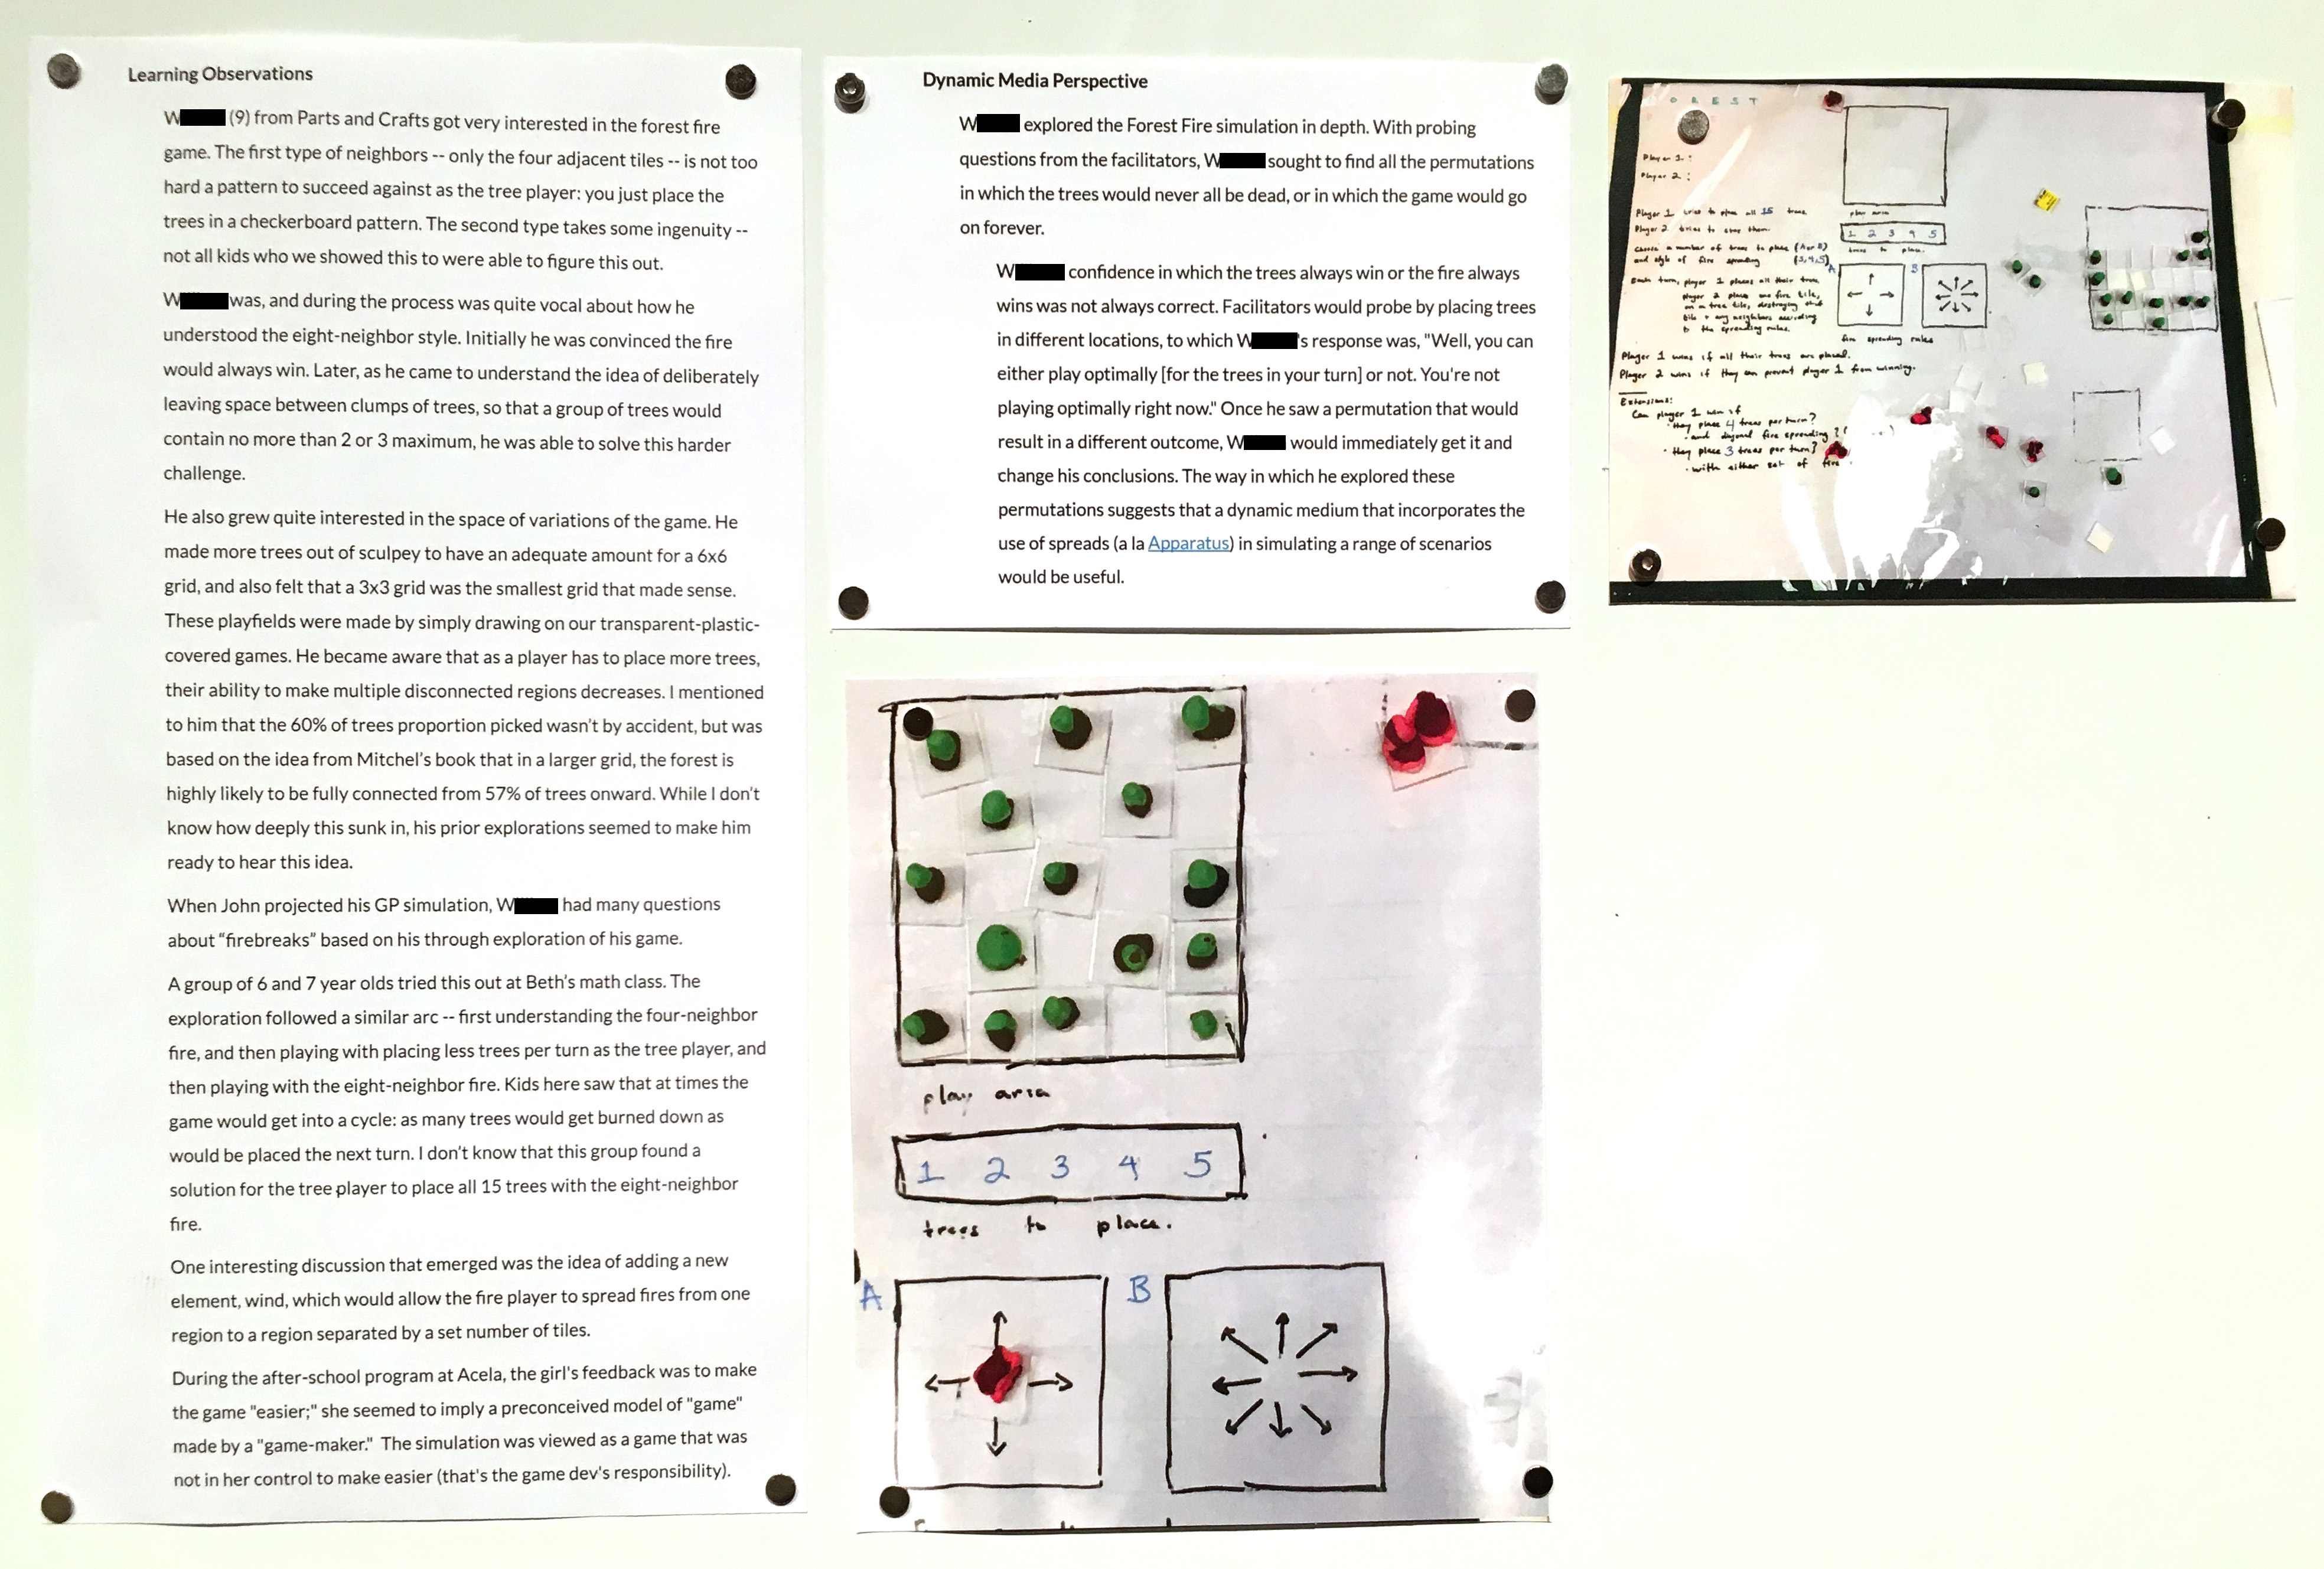 Learning Observations
W (9) from Parts and Crafts got very interested in the forest fire
game. The first type of neighbors -- only the four adjacent tiles -- is not too
hard a pattern to succeed against as the tree player: you just place the
trees in a checkerboard pattern. The second type takes some ingenuity --
not all kids who we showed this to were able to figure this out.
W was, and during the process was quite vocal about how he
understood the eight-neighbor style. Initially he was convinced the fire
would always win. Later, as he came to understand the idea of deliberately
leaving space between clumps of trees, so that a group of trees would
contain no more than 2 or 3 maximum, he was able to solve this harder
challenge.
He also grew quite interested in the space of variations of the game. He
made more trees out of sculpey to have an adequate amount for a 6x6
grid, and also felt that a 3x3 grid was the smallest grid that made sense.
These playfields were made by simply drawing on our transparent-plastic-
covered games. He became aware that as a player has to place more trees,
their ability to make multiple disconnected regions decreases. I mentioned
to him that the 60% of trees proportion picked wasn't by accident, but was
based on the idea from Mitchel's book that in a larger grid, the forest is
highly likely to be fully connected from 57% of trees onward. While I don't
know how deeply this sunk in, his prior explorations seemed to make him
ready to hear this idea.
When John projected his GP simulation, W had many questions
about "firebreaks" based on his through exploration of his game.
A group of 6 and 7 year olds tried this out at Beth's math class. The
exploration followed a similar arc -- first understanding the four-neighbor
fire, and then playing with placing less trees per turn as the tree player, and
then playing with the eight-neighbor fire. Kids here saw that at times the
game would get into a cycle: as many trees would get burned down as
would be placed the next turn. I don't know that this group found a
solution for the tree player to place all 15 trees with the eight-neighbor
fire.
One interesting discussion that emerged was the idea of adding a new
element, wind, which would allow the fire player to spread fires from one
region to a region separated by a set number of tiles.
During the after-school program at Acela, the girl's feedback was to make
the game "easier;" she seemed to imply a preconceived model of "game"
made by a "game-maker." The simulation was viewed as a game that was
not in her control to make easier (that's the game dev's responsibility).
Dynamic Media Perspective
W explored the Forest Fire simulation in depth. With probing
questions from the facilitators, W sought to find all the permutations
in which the trees would never all be dead, or in which the game would go
on forever.
W confidence in which the trees always win or the fire always
wins was not always correct. Facilitators would probe by placing trees
in different locations, to which W's response was, "Well, you can
either play optimally [for the trees in your turn] or not. You're not
playing optimally right now." Once he saw a permutation that would
result in a different outcome, W would immediately get it and
change his conclusions. The way in which he explored these
permutations suggests that a dynamic medium that incorporates the
use of spreads (a la Apparatus) in simulating a range of scenarios
would be useful.
play area
1 2 3 4 5
trees to place.
A B
O R E S T
Player 1:
Player 2:
Player 1 tries to place all 15 trees
Player 2 tries to stop them.
Choose a number of trees to place (A or B)
and style of fire spreading (3,4,5)
Each turn, player 1 places all their trees
player 2 places one fire tile,
on a tree tile, destroying that
tile + any neighbors according
to the spreading rules.
Player 1 wins if all their trees are placed.
Player 2 wins if they can prevent player 1 from winning.
Extensions:
Can player 1 win if
they place 4 trees per turn?
and diagonal fire spreading?
they place 3 trees per turn?
with either set of fire
play area
1 2 3 4 5
trees to place.
A B
fire spreading rules